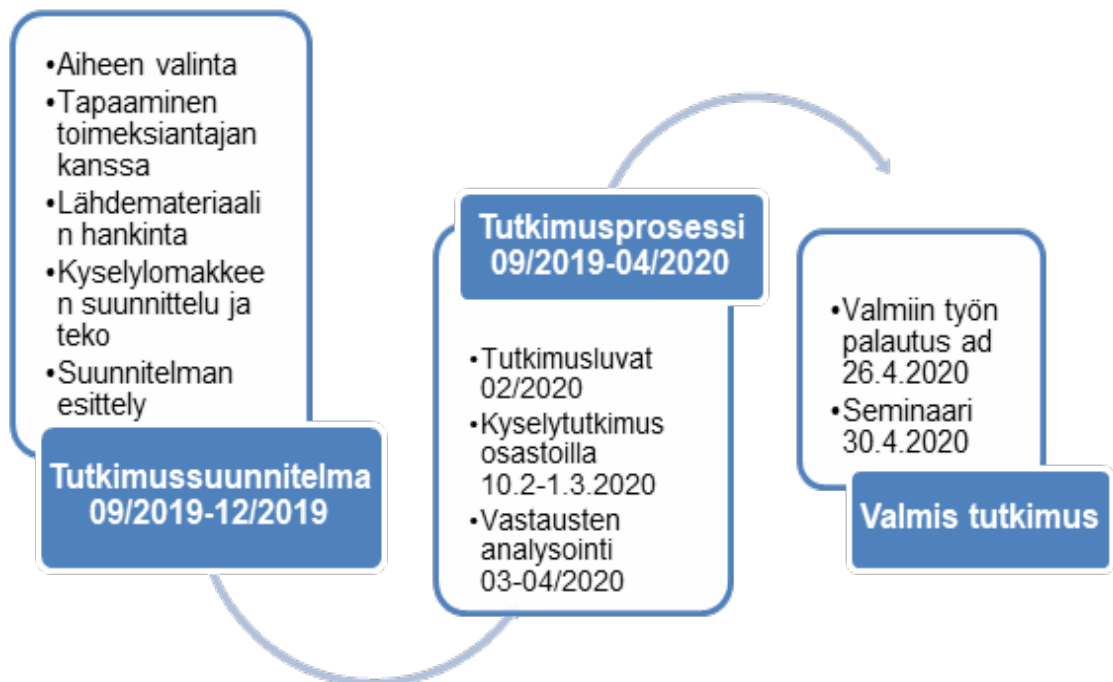 •Aiheen valinta
•Tapaaminen
toimeksiantajan
kanssa
•Lähdemateriaali
n hankinta
•Kyselylomakkee
n suunnittelu ja
teko
•Suunnitelman
esittely
Tutkimussuunnitelma
09/2019-12/2019
Tutkimusprosessi
09/2019-04/2020
•Tutkimusluvat
02/2020
•Kyselytutkimus
osastoilla
10.2-1.3.2020
•Vastausten
analysointi
03-04/2020
•Valmiin työn
palautus ad
26.4.2020
•Seminaari
30.4.2020
Valmis tutkimus